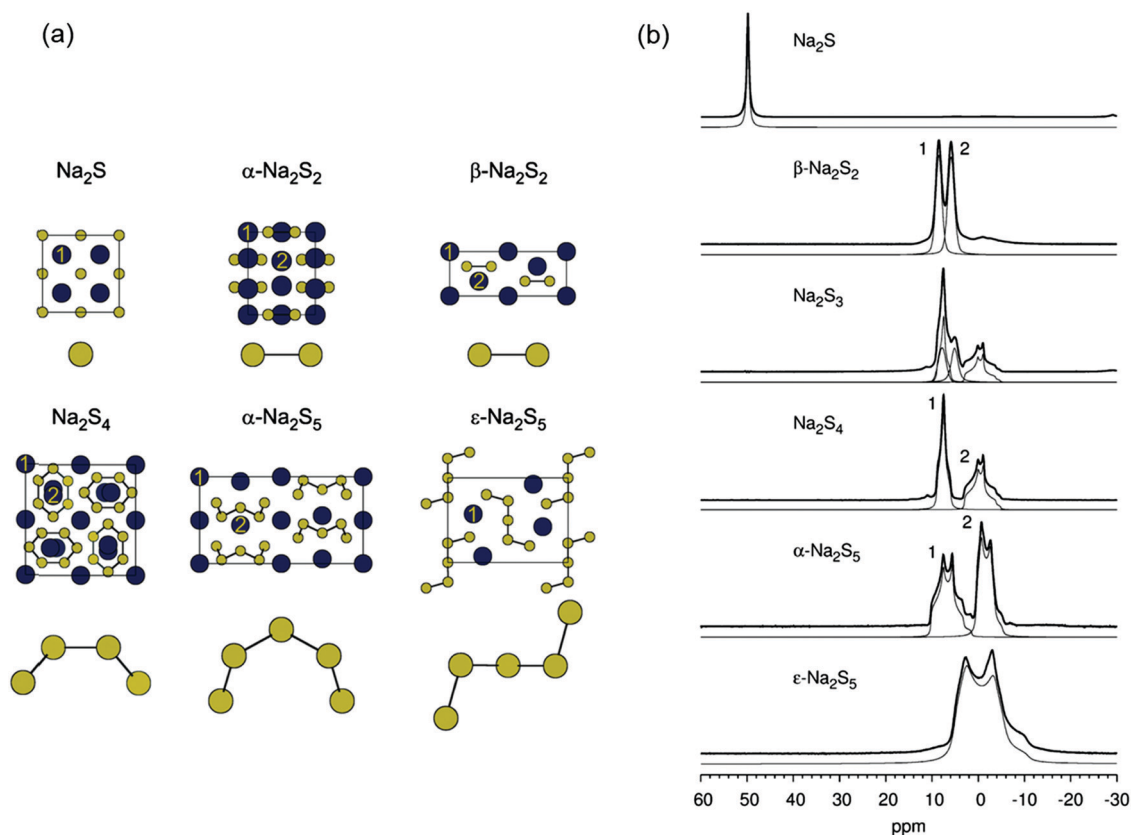 (a)
Na₂S α-Na₂S₂ β-Na₂S₂
1 1 2 1 2
Na₂S₄ α-Na₂S₅ ε-Na₂S₅
1 2 1 2 1
(b)
Na₂S
β-Na₂S₂ 1 2
Na₂S₃
Na₂S₄ 1 2
α-Na₂S₅ 1 2
ε-Na₂S₅
60 50 40 30 20 10 0 -10 -20 -30
ppm